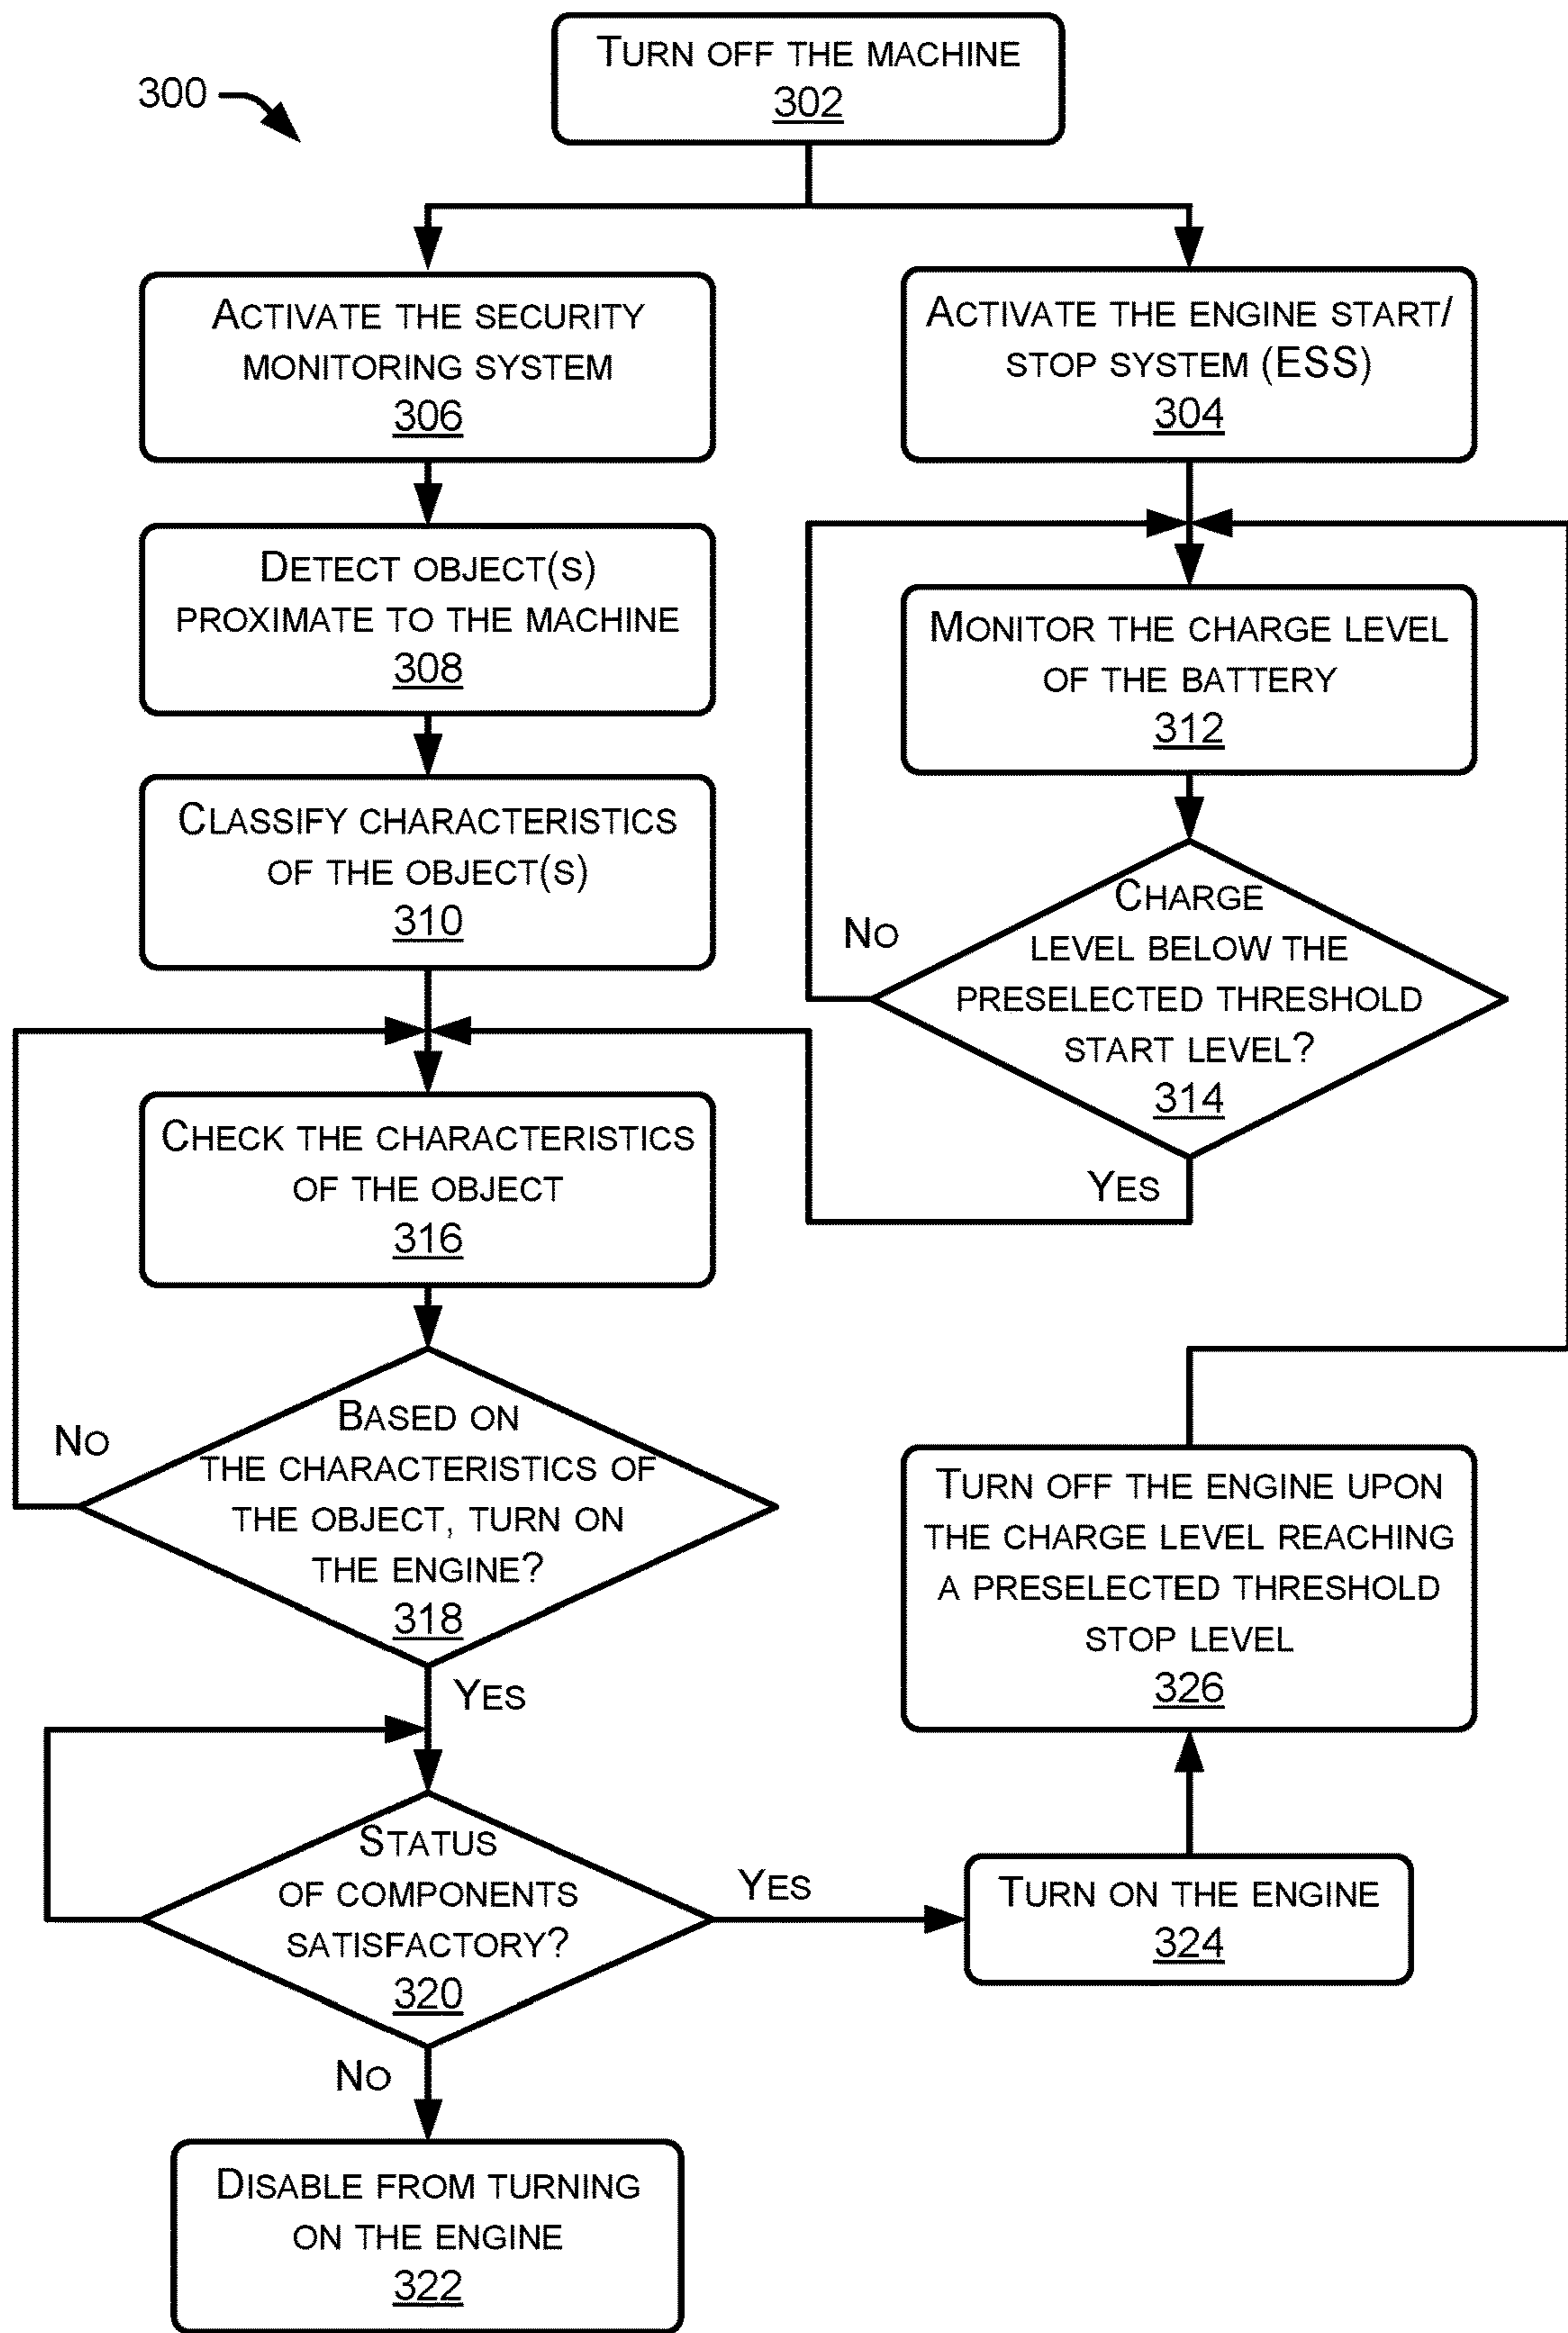 TURN OFF THE MACHINE
302
300
ACTIVATE THE SECURITY
MONITORING SYSTEM
306
ACTIVATE THE ENGINE START/
STOP SYSTEM (ESS)
304
DETECT OBJECT(S)
PROXIMATE TO THE MACHINE
308
MONITOR THE CHARGE LEVEL
OF THE BATTERY
312
CLASSIFY CHARACTERISTICS
OF THE OBJECT(S)
310
CHARGE
LEVEL BELOW THE
PRESELECTED THRESHOLD
START LEVEL?
314
NO
YES
CHECK THE CHARACTERISTICS
OF THE OBJECT
316
BASED ON
THE CHARACTERISTICS OF
THE OBJECT, TURN ON
THE ENGINE?
318
NO
YES
TURN OFF THE ENGINE UPON
THE CHARGE LEVEL REACHING
A PRESELECTED THRESHOLD
STOP LEVEL
326
STATUS
OF COMPONENTS
SATISFACTORY?
320
YES
TURN ON THE ENGINE
324
NO
DISABLE FROM TURNING
ON THE ENGINE
322